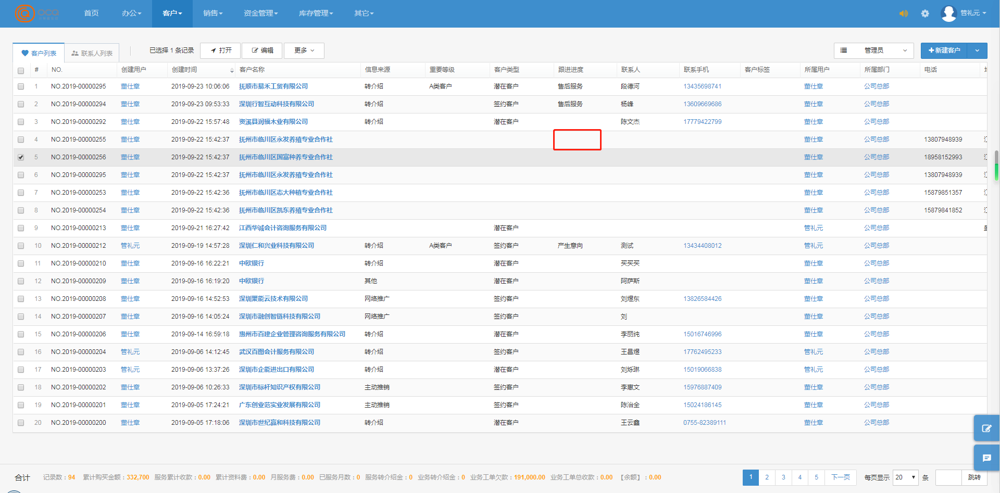 oca 首页 办公 客户 销售 资金管理 库存管理 其它 管礼元
客户列表 联系人列表 已选择 1 条记录 打开 编辑 更多 管理员 新建客户
# NO. 创建用户 创建时间 客户名称 信息来源 重要等级 客户类型 跟进进度 联系人 联系手机 客户标签 所属用户 所属部门 电话
1 NO.2019-00000295 董仕章 2019-09-23 10:06:06 抚顺市易禾工贸有限公司 转介绍 A类客户 潜在客户 售后服务 段德河 13435698741 董仕章 公司总部
2 NO.2019-00000294 董仕章 2019-09-23 09:53:33 深圳行智互动科技有限公司 转介绍 签约客户 售后服务 杨峰 13609669686 董仕章 公司总部
3 NO.2019-00000292 董仕章 2019-09-22 15:57:48 资溪县润福木业有限公司 转介绍 潜在客户 陈文杰 17779422799 董仕章 公司总部
4 NO.2019-00000255 董仕章 2019-09-22 15:42:37 抚州市临川区永发养殖专业合作社 董仕章 公司总部 13807948939
5 NO.2019-00000256 董仕章 2019-09-22 15:42:37 抚州市临川区国富种养专业合作社 董仕章 公司总部 18958152993
6 NO.2019-00000295 董仕章 2019-09-22 15:42:37 抚州市临川区永发养殖专业合作社 董仕章 公司总部 13807948939
7 NO.2019-00000253 董仕章 2019-09-22 15:42:36 抚州市临川区志大种植专业合作社 董仕章 公司总部 15879851357
8 NO.2019-00000254 董仕章 2019-09-22 15:42:36 抚州市临川区凯东养殖专业合作社 董仕章 公司总部 15879841852
9 NO.2019-00000213 董仕章 2019-09-21 16:27:42 江西华诚会计咨询服务有限公司 潜在客户 管礼元 公司总部
10 NO.2019-00000212 管礼元 2019-09-19 14:57:28 深圳仁和兴业科技有限公司 转介绍 A类客户 签约客户 产生意向 测试 13434408012 管礼元 公司总部
11 NO.2019-00000210 董仕章 2019-09-16 16:22:21 中欧银行 转介绍 潜在客户 买买买 董仕章 公司总部
12 NO.2019-00000209 董仕章 2019-09-16 16:19:20 中欧银行 其他 潜在客户 阿萨斯 董仕章 公司总部
13 NO.2019-00000208 董仕章 2019-09-16 14:52:53 深圳聚能云技术有限公司 网络推广 签约客户 刘煜东 13826584426 董仕章 公司总部
14 NO.2019-00000207 董仕章 2019-09-16 14:05:24 深圳市融创智链科技有限公司 网络推广 签约客户 刘 董仕章 公司总部
15 NO.2019-00000206 董仕章 2019-09-14 16:59:18 惠州市百建企业管理咨询服务有限公司 转介绍 潜在客户 李丽纯 15016746996 董仕章 公司总部
16 NO.2019-00000204 管礼元 2019-09-06 14:12:45 武汉百图会计服务有限公司 转介绍 签约客户 王昌煜 17762495233 管礼元 公司总部
17 NO.2019-00000203 管礼元 2019-09-06 13:37:26 深圳市企能进出口有限公司 转介绍 潜在客户 刘烁琳 15019066838 管礼元 公司总部
18 NO.2019-00000202 董仕章 2019-09-06 10:26:33 深圳市标杆知识产权有限公司 主动推销 签约客户 李惠文 15976887409 董仕章 公司总部
19 NO.2019-00000201 董仕章 2019-09-05 17:24:21 广东创业范实业发展有限公司 主动推销 签约客户 陈治全 15024186145 董仕章 公司总部
20 NO.2019-00000200 董仕章 2019-09-05 17:18:06 深圳市世纪赢和科技有限公司 转介绍 潜在客户 王云鑫 0755-82389111 董仕章 公司总部
合计 记录数：94 累计购买金额：332,700 服务累计收款：0.00 累计资料费：0.00 月服务费：0.00 已服务月数：0 服务转介绍金：0 业务转介绍金：0 业务工单欠款：191,000.00 业务工单总收款：0.00 【余额】：0.00 1 2 3 4 5 下一页 每页显示 20 条 跳转